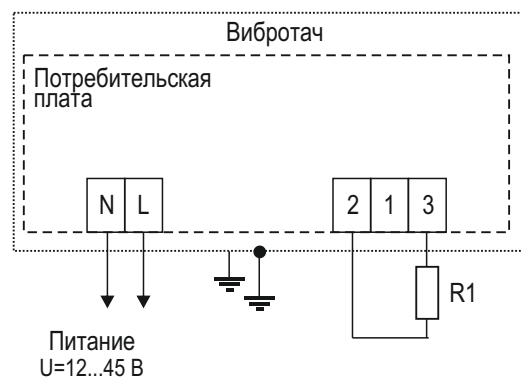 Вибротач
Потребительская
плата
N L 2 1 3
R1
Питание
U=12...45 В